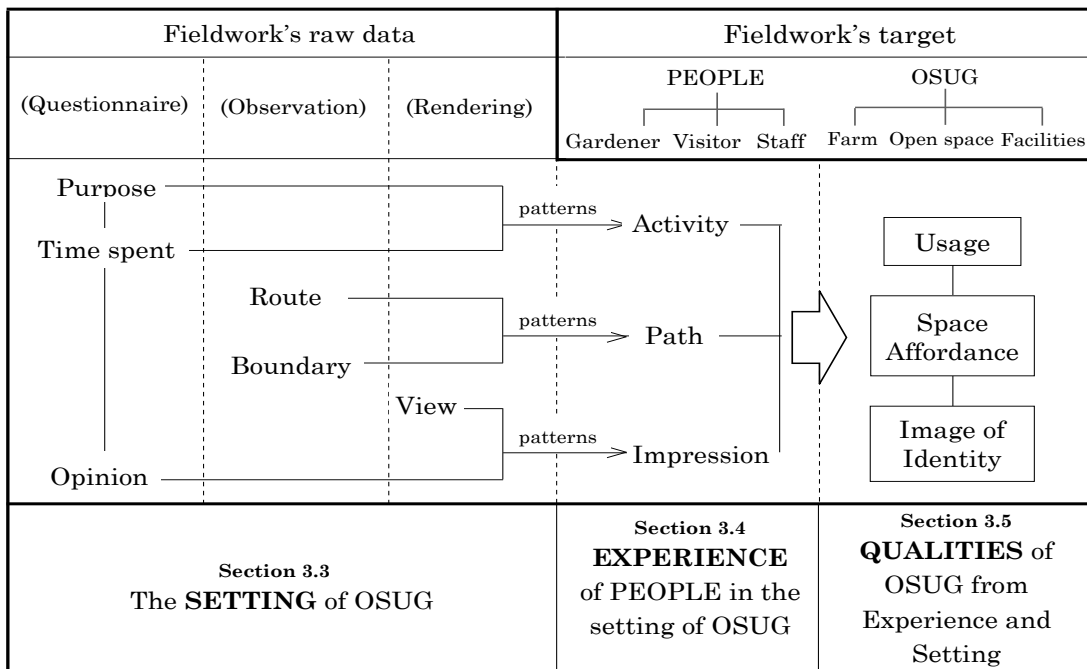 Fieldwork's raw data
Fieldwork's target
(Questionnaire)
(Observation)
(Rendering)
PEOPLE
OSUG
Gardener
Visitor
Staff
Farm
Open space
Facilities
Purpose
patterns
Activity
Time spent
Usage
Route
patterns
Path
Boundary
Space
Affordance
View
patterns
Impression
Opinion
Image of
Identity
Section 3.3
The SETTING of OSUG
Section 3.4
EXPERIENCE
of PEOPLE in the
setting of OSUG
Section 3.5
QUALITIES of
OSUG from
Experience and
Setting